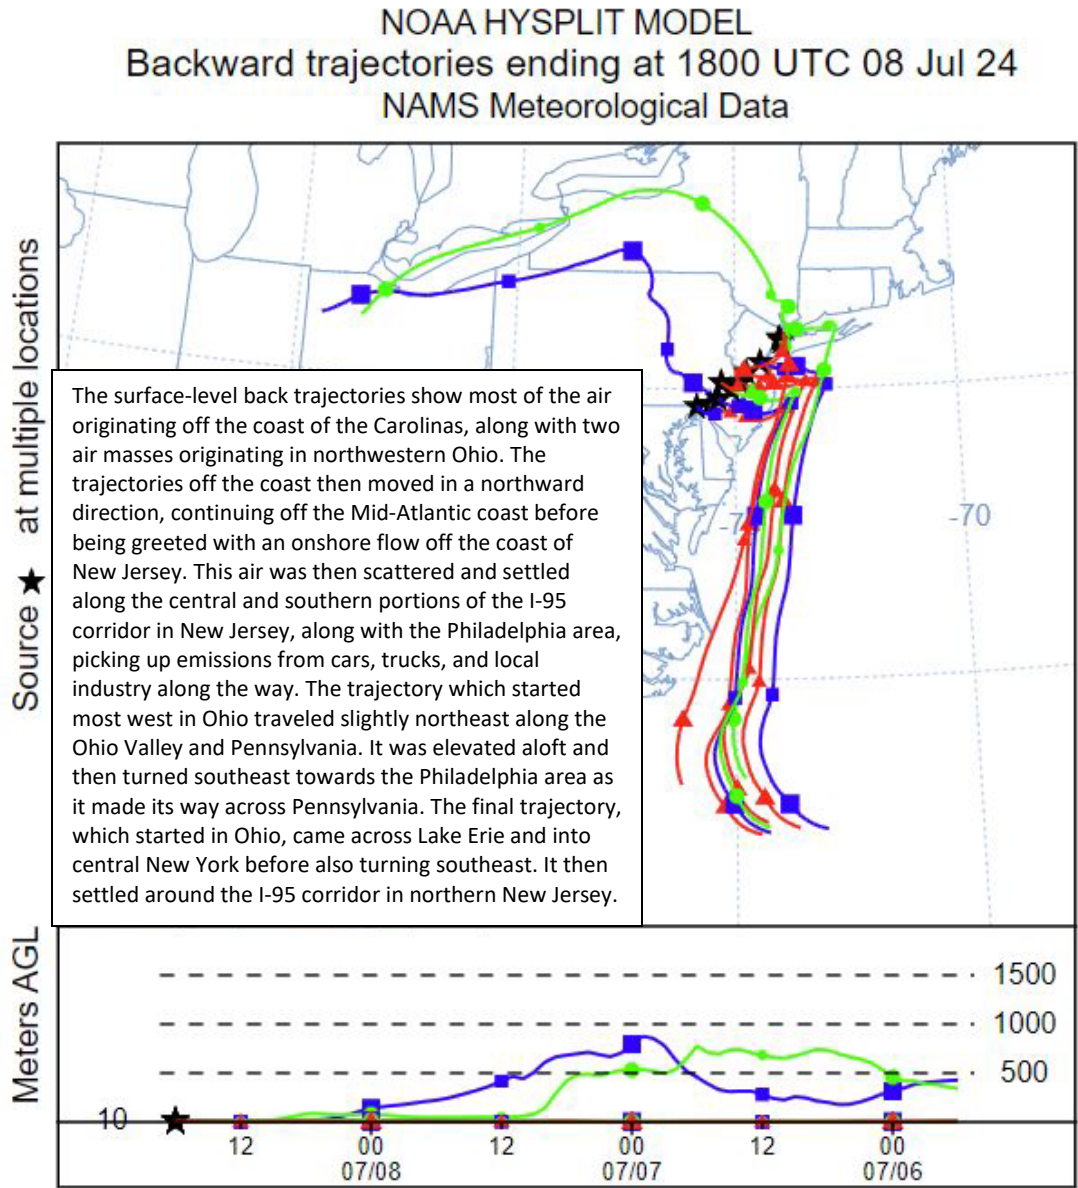 NOAA HYSPLIT MODEL
Backward trajectories ending at 1800 UTC 08 Jul 24
NAMS Meteorological Data
Source ★ at multiple locations
The surface-level back trajectories show most of the air
originating off the coast of the Carolinas, along with two
air masses originating in northwestern Ohio. The
trajectories off the coast then moved in a northward
direction, continuing off the Mid-Atlantic coast before
being greeted with an onshore flow off the coast of
New Jersey. This air was then scattered and settled
along the central and southern portions of the I-95
corridor in New Jersey, along with the Philadelphia area,
picking up emissions from cars, trucks, and local
industry along the way. The trajectory which started
most west in Ohio traveled slightly northeast along the
Ohio Valley and Pennsylvania. It was elevated aloft and
then turned southeast towards the Philadelphia area as
it made its way across Pennsylvania. The final trajectory,
which started in Ohio, came across Lake Erie and into
central New York before also turning southeast. It then
settled around the I-95 corridor in northern New Jersey.
-70
Meters AGL
1500
1000
500
10
12 00 12 00 12 00
07/08 07/07 07/06